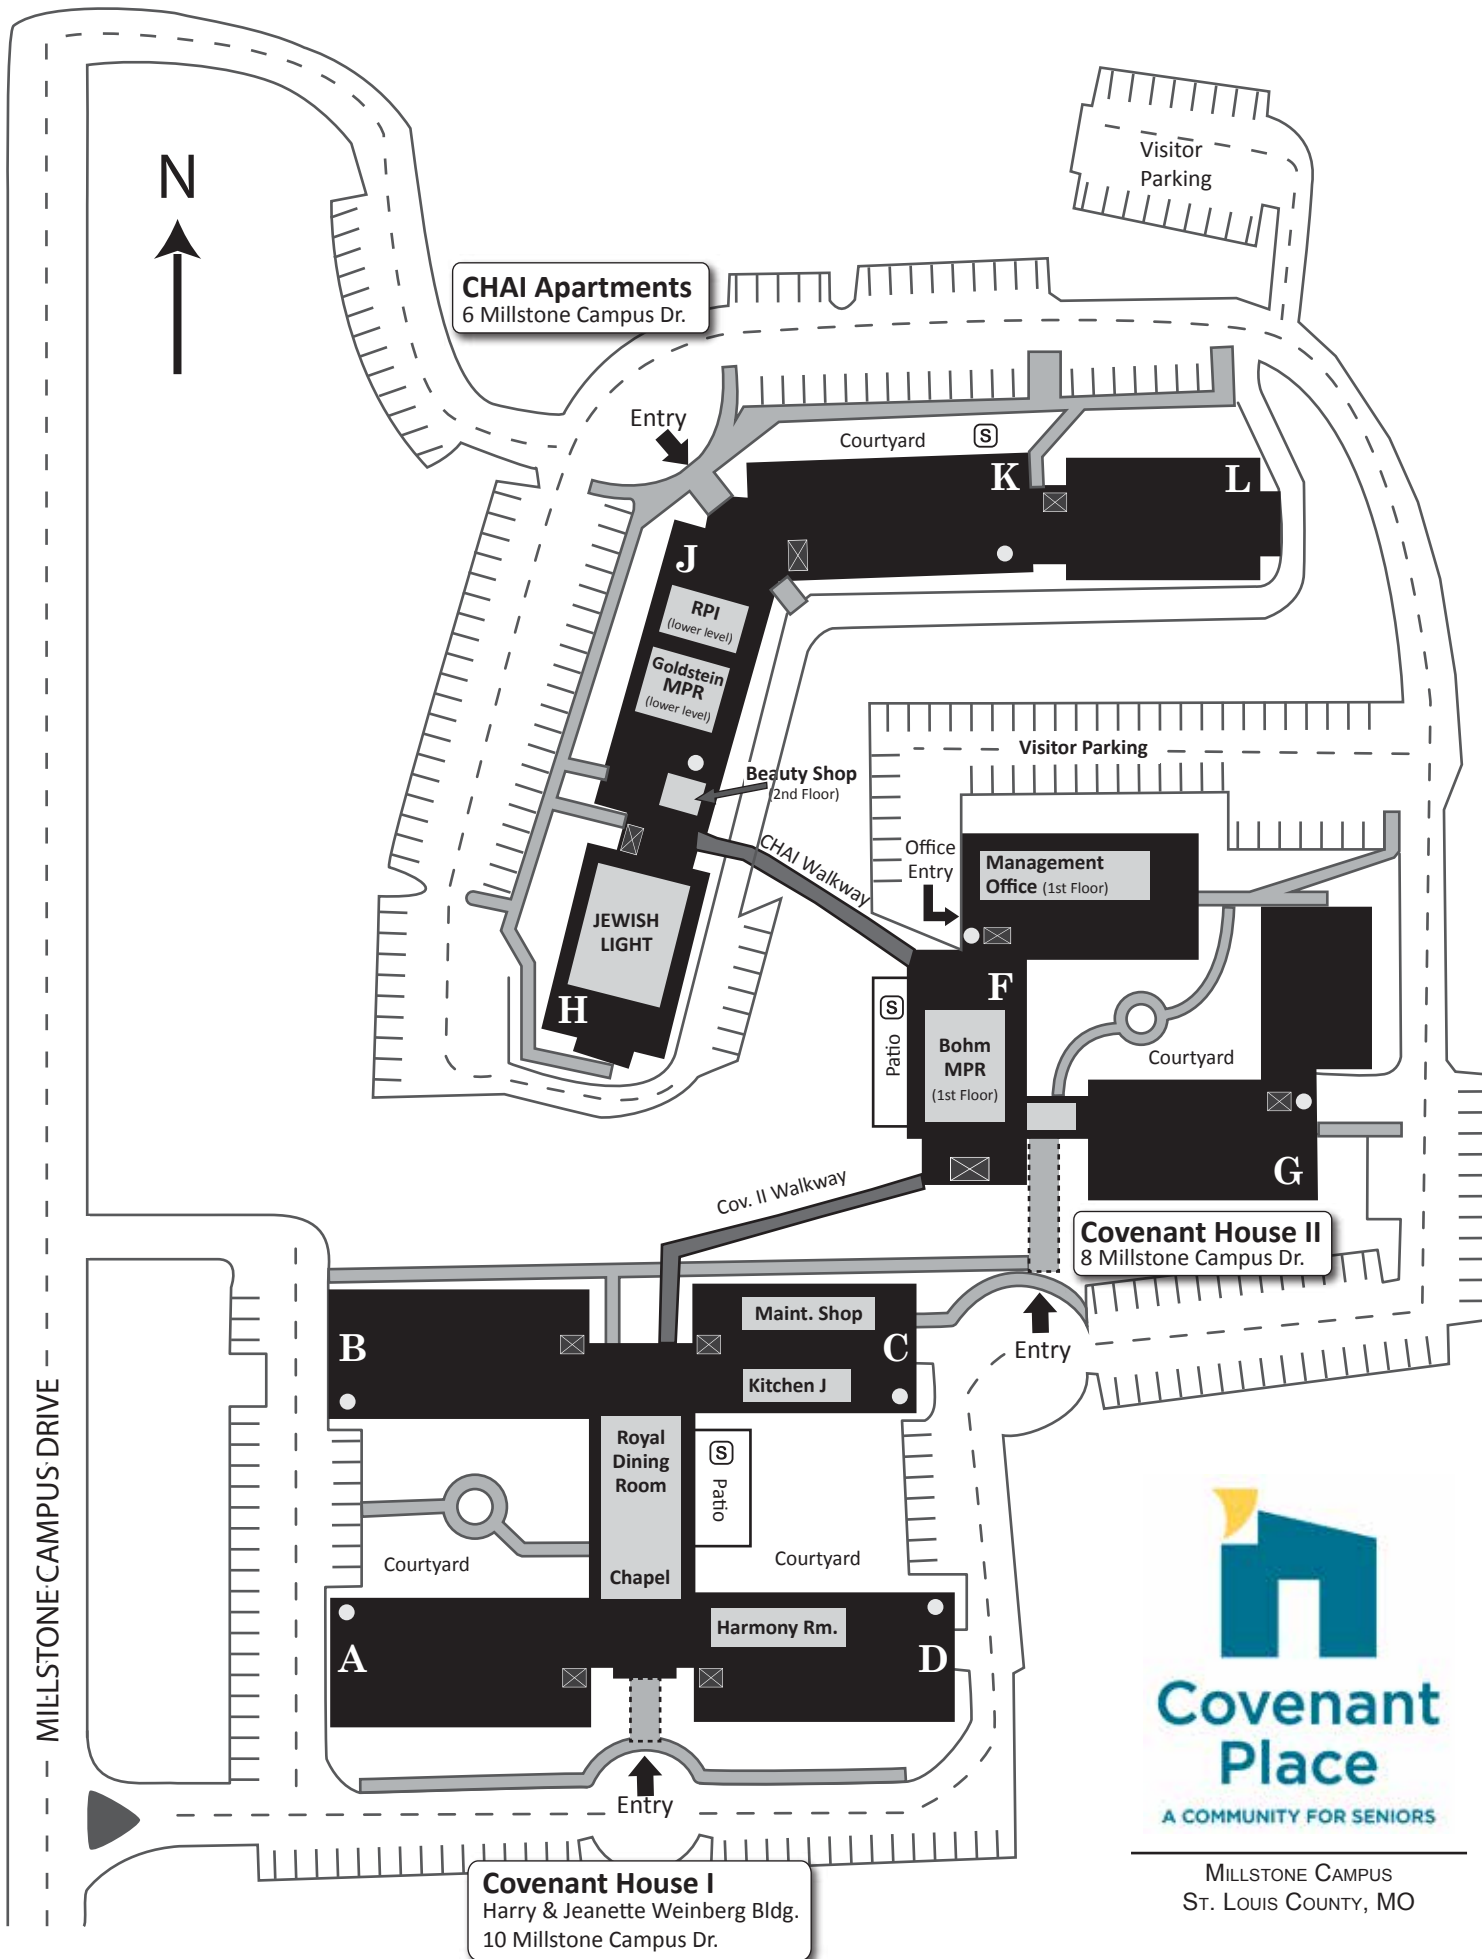 N
Visitor
Parking
CHAI Apartments
6 Millstone Campus Dr.
Entry
Courtyard
S
K
L
J
RPI
(lower level)
Goldstein
MPR
(lower level)
Visitor Parking
Beauty Shop
(2nd Floor)
CHAI Walkway
Office
Entry
Management
Office (1st Floor)
JEWISH
LIGHT
H
F
S
Patio
Bohm
MPR
(1st Floor)
Courtyard
G
Cov. II Walkway
Covenant House II
8 Millstone Campus Dr.
Entry
B
Maint. Shop
C
Kitchen J
Royal
Dining
Room
S
Patio
Courtyard
Courtyard
Chapel
Harmony Rm.
A
D
MILLSTONE CAMPUS DRIVE
Entry
Covenant House I
Harry & Jeanette Weinberg Bldg.
10 Millstone Campus Dr.
Covenant
Place
A COMMUNITY FOR SENIORS
MILLSTONE CAMPUS
ST. LOUIS COUNTY, MO